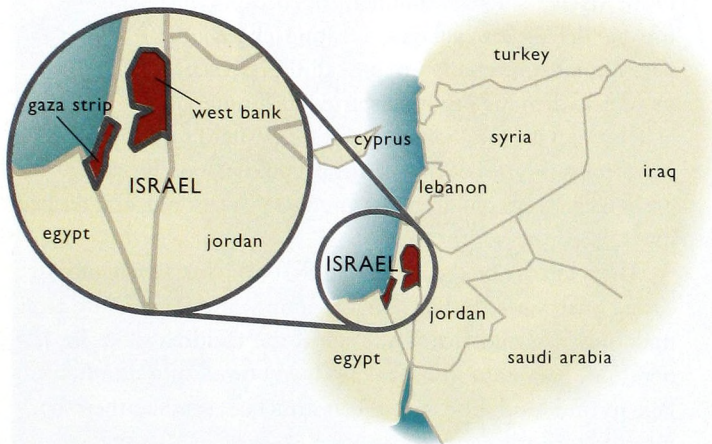 turkey
gaza strip
west bank
cyprus
syria
iraq
lebanon
ISRAEL
egypt
jordan
ISRAEL
jordan
egypt
saudi arabia